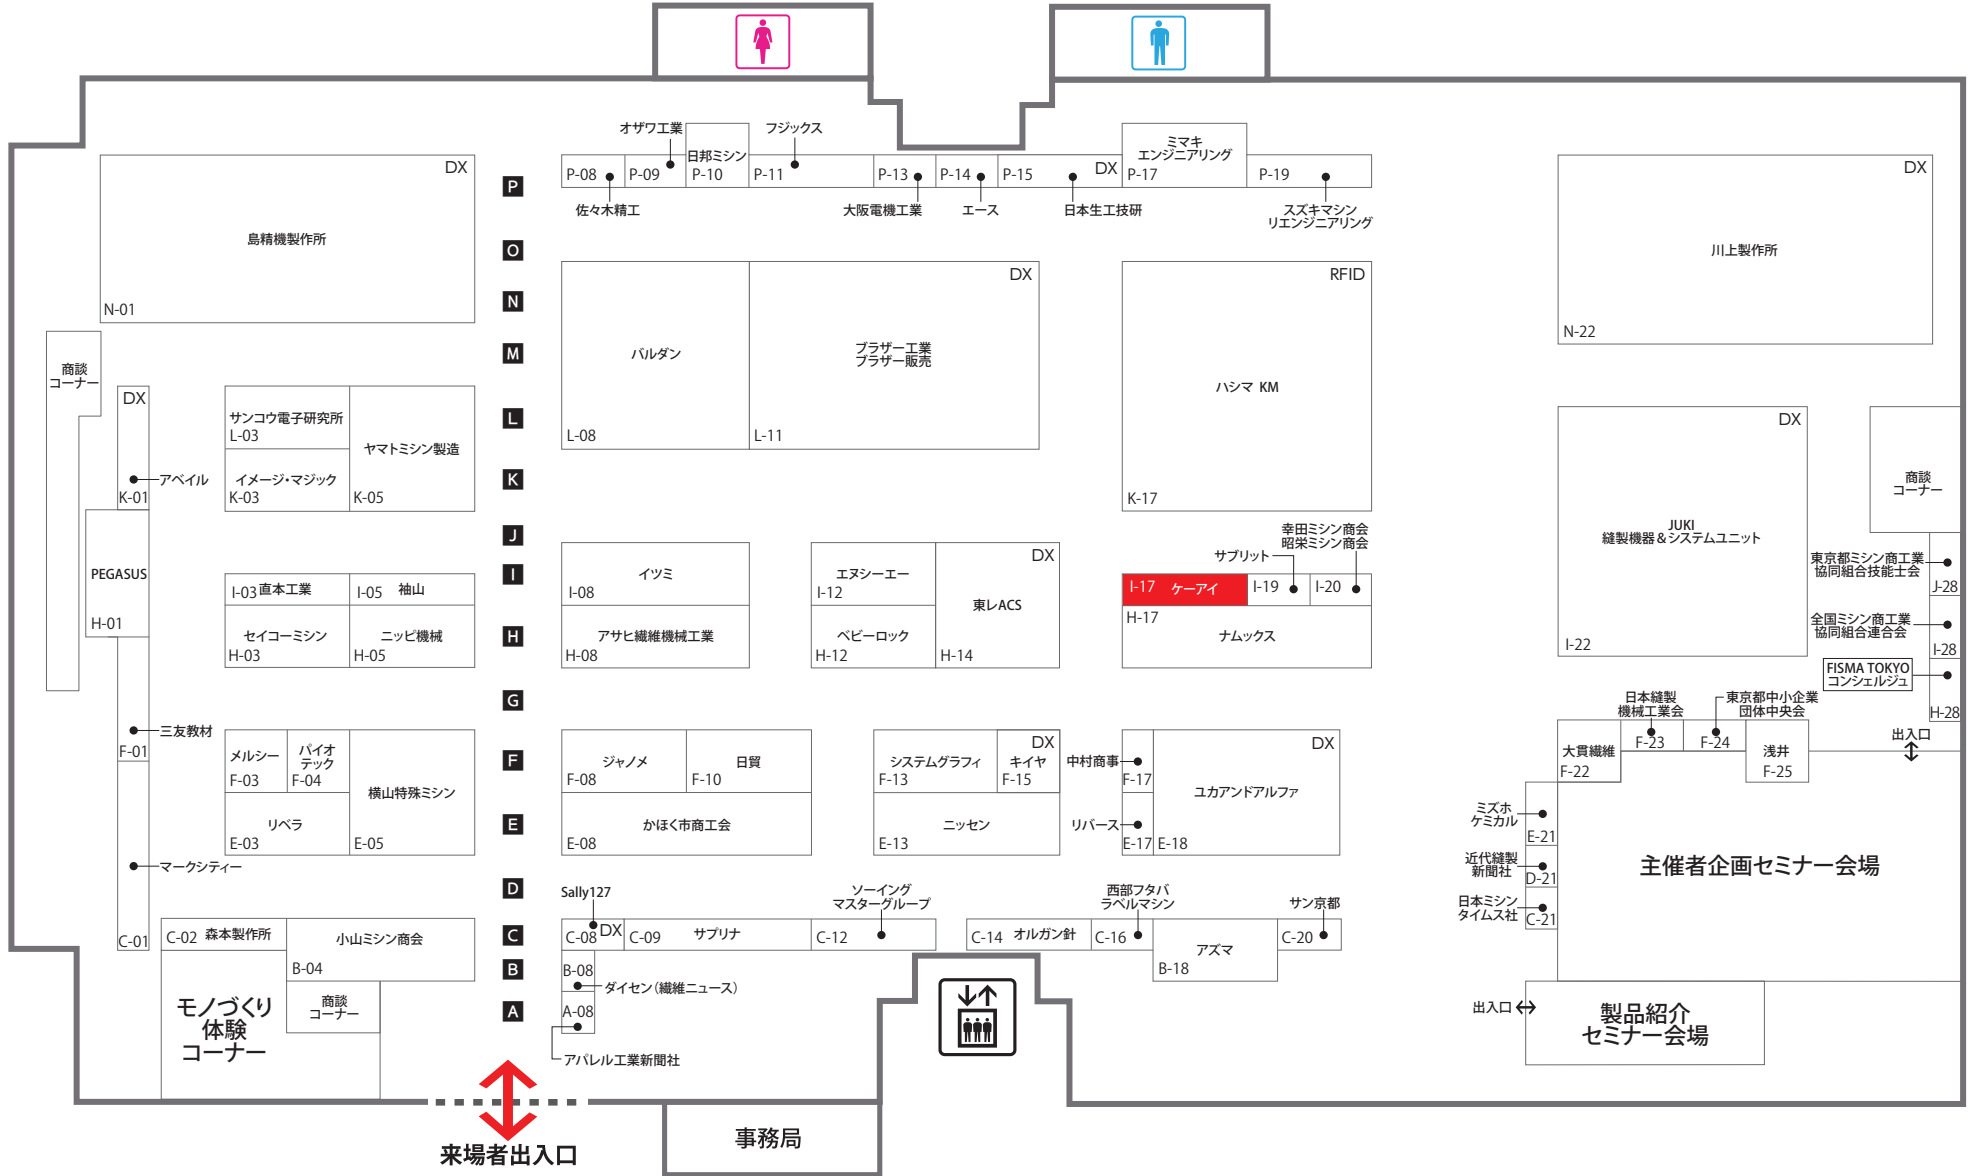 オザワ工業
フジックス
P-08
P-09
日邦ミシン
P-10
P-11
P-13
P-14
P-15
DX
ミマキ
エンジニアリング
P-17
P-19
佐々木精工
大阪電機工業
エース
日本生工技研
スズキマシン
リエンジニアリング
P
O
N
M
L
K
J
I
H
G
F
E
D
C
B
A
DX
島精機製作所
N-01
バルダン
L-08
DX
ブラザー工業
ブラザー販売
L-11
RFID
ハシマ KM
K-17
DX
川上製作所
N-22
商談
コーナー
DX
アベイル
K-01
サンコウ電子研究所
L-03
イメージ・マジック
K-03
ヤマトミシン製造
K-05
DX
JUKI
縫製機器＆システムユニット
I-22
商談
コーナー
PEGASUS
H-01
I-03 直本工業
I-05 袖山
セイコーミシン
H-03
ニッピ機械
H-05
イツミ
I-08
アサヒ繊維機械工業
H-08
エヌシーエー
I-12
ベビーロック
H-12
DX
東レACS
H-14
幸田ミシン商会
昭栄ミシン商会
サブリット
I-17 ケーアイ
I-19
I-20
H-17
ナムックス
東京都ミシン商工業
協同組合技能士会
J-28
全国ミシン商工業
協同組合連合会
I-28
FISMA TOKYO
コンシェルジュ
H-28
三友教材
F-01
メルシー
F-03
パイオ
テック
F-04
横山特殊ミシン
E-05
リベラ
E-03
マークシティー
C-01
ジャノメ
F-08
日貿
F-10
かほく市商工会
E-08
システムグラフィ
F-13
DX
キイヤ
F-15
ニッセン
E-13
中村商事
F-17
リバース
E-17
DX
ユカアンドアルファ
E-18
日本縫製
機械工業会
F-23
東京都中小企業
団体中央会
F-24
大貫繊維
F-22
浅井
F-25
出入口
ミズホ
ケミカル
E-21
近代縫製
新聞社
D-21
日本ミシン
タイムス社
C-21
主催者企画セミナー会場
C-02 森本製作所
小山ミシン商会
B-04
Sally127
C-08
DX
C-09 サプリナ
ソーイング
マスターグループ
C-12
C-14 オルガン針
西部フタバ
ラベルマシン
C-16
アズマ
B-18
サン京都
C-20
B-08
ダイセン（繊維ニュース）
A-08
アパレル工業新聞社
モノづくり
体験
コーナー
商談
コーナー
出入口
製品紹介
セミナー会場
来場者出入口
事務局